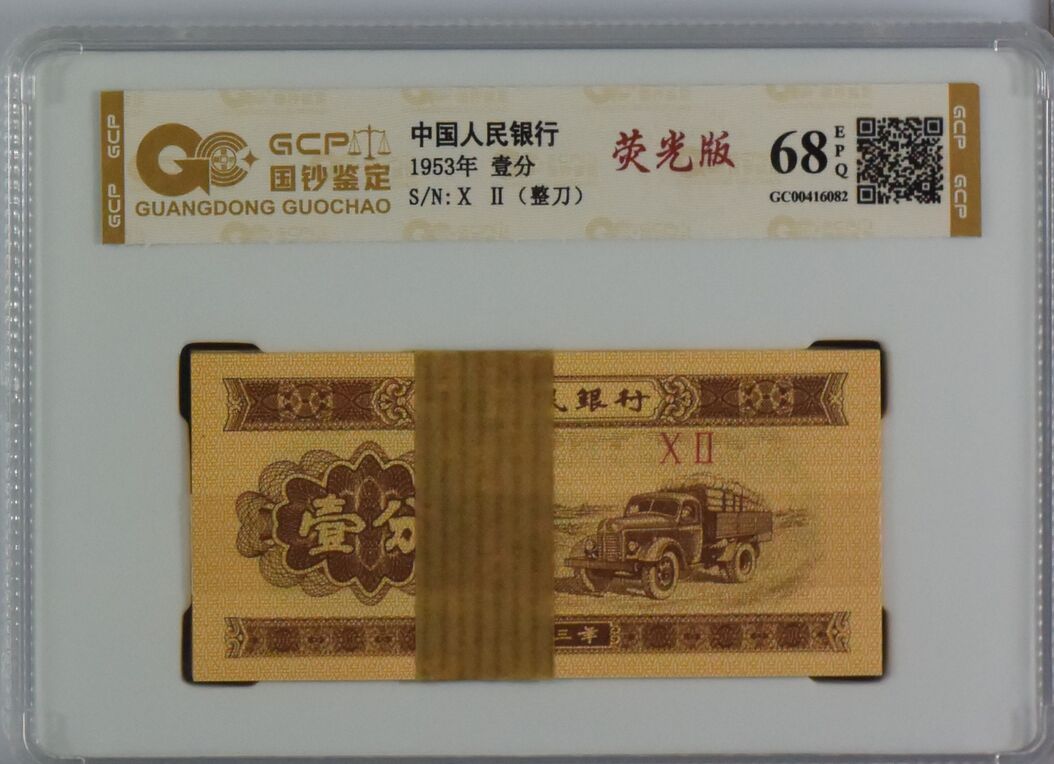 GCP
GCP
GCP
国钞鉴定
GUANGDONG GUOCHAO
中国人民银行
1953年 壹分
S/N: X Ⅱ（整刀）
荧光版
68
EPQ
GC00416082
GCP
GCP
民銀行
XⅡ
壹分
三年